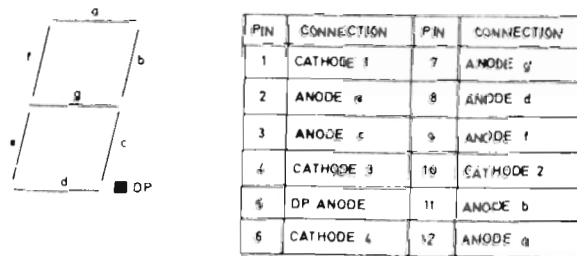 a
f
b
g
e
c
d
DP
PIN CONNECTION PIN CONNECTION
1 CATHODE 1 7 ANODE g
2 ANODE e 8 ANODE d
3 ANODE c 9 ANODE f
4 CATHODE 3 10 CATHODE 2
5 DP ANODE 11 ANODE b
6 CATHODE 4 12 ANODE a